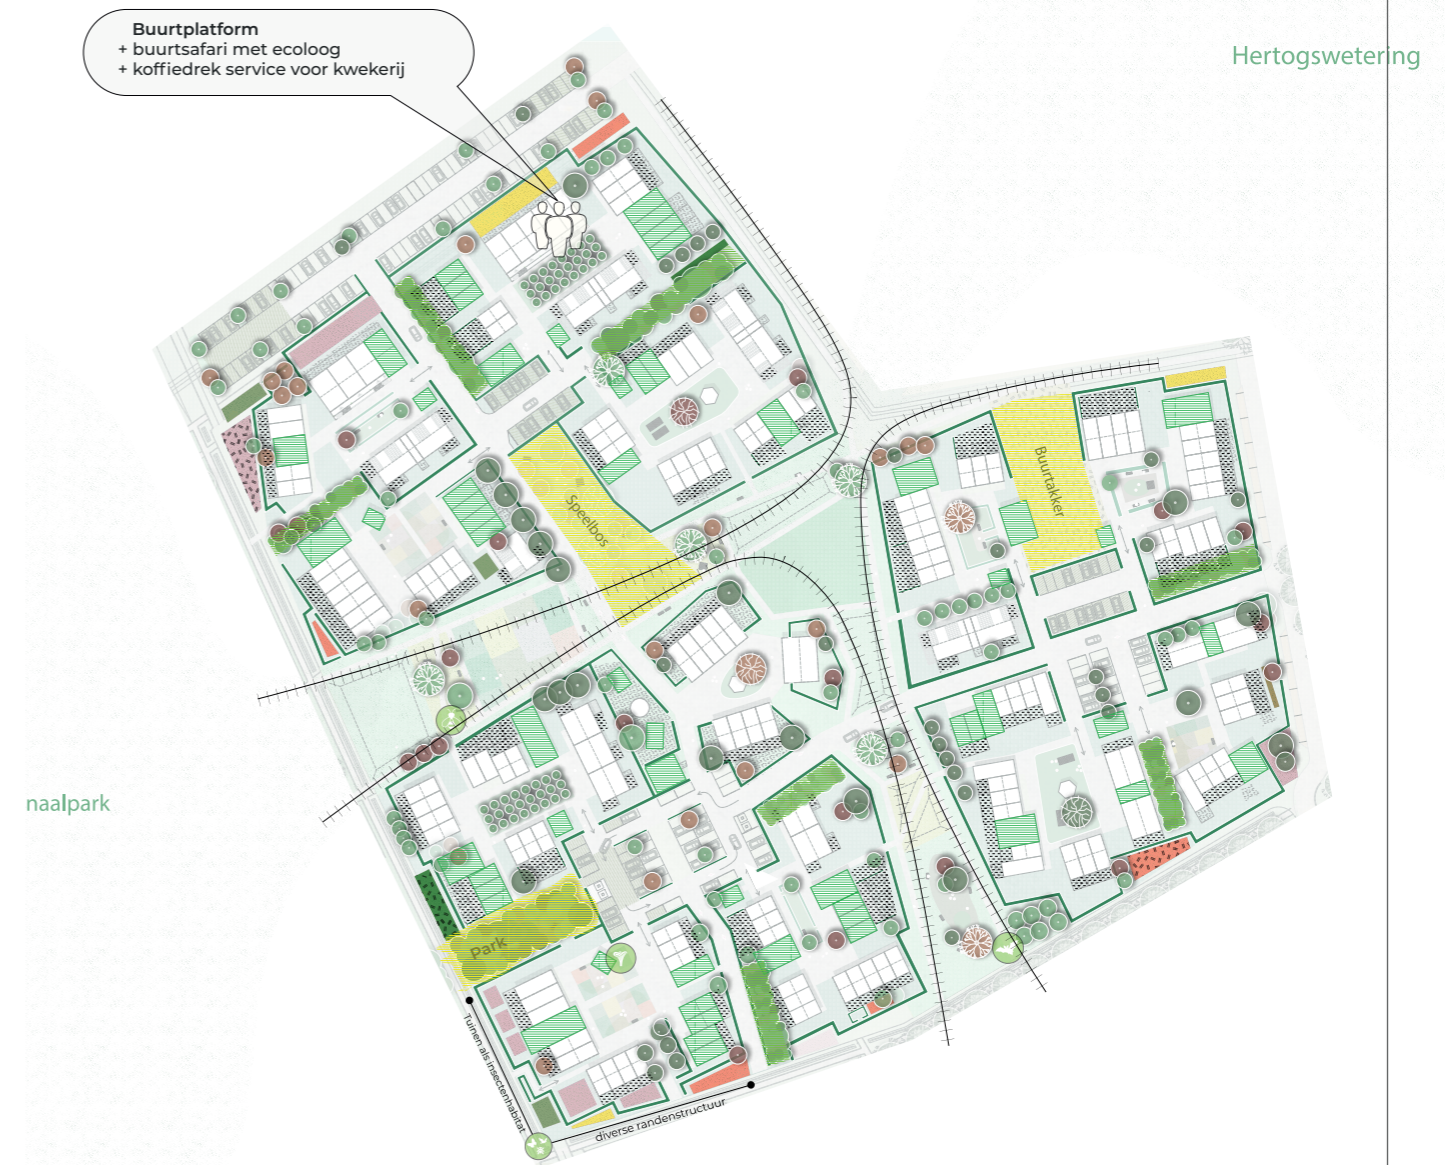 Buurtplatform
+ buurtsafari met ecoloog
+ koffiedrek service voor kwekerij
Hertogswetering
Speelbos
Buurtakker
naalpark
Park
Tuinen als insectenhabitat
diverse randenstructuur